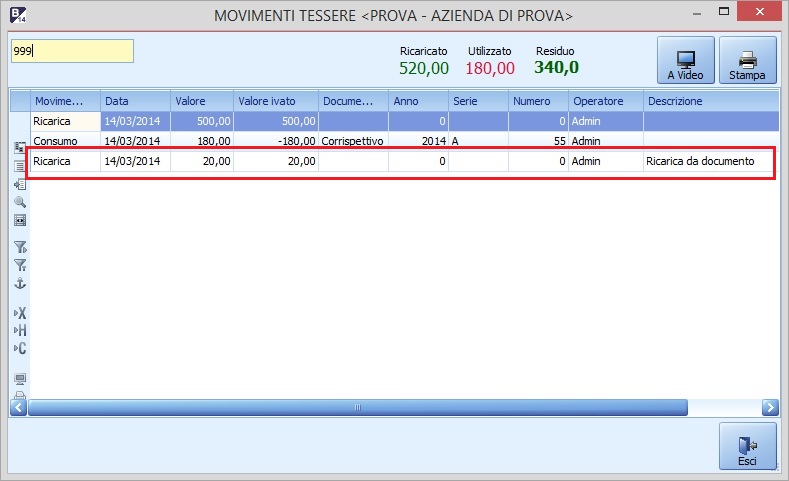 B 14 MOVIMENTI TESSERE <PROVA - AZIENDA DI PROVA>
999
Ricaricato Utilizzato Residuo
520,00 180,00 340,0
A Video Stampa
Movime... Data Valore Valore ivato Docume... Anno Serie Numero Operatore Descrizione
Ricarica 14/03/2014 500,00 500,00 0 0 Admin
Consumo 14/03/2014 180,00 -180,00 Corrispettivo 2014 A 55 Admin
Ricarica 14/03/2014 20,00 20,00 0 0 Admin Ricarica da documento
X
H
C
Esci